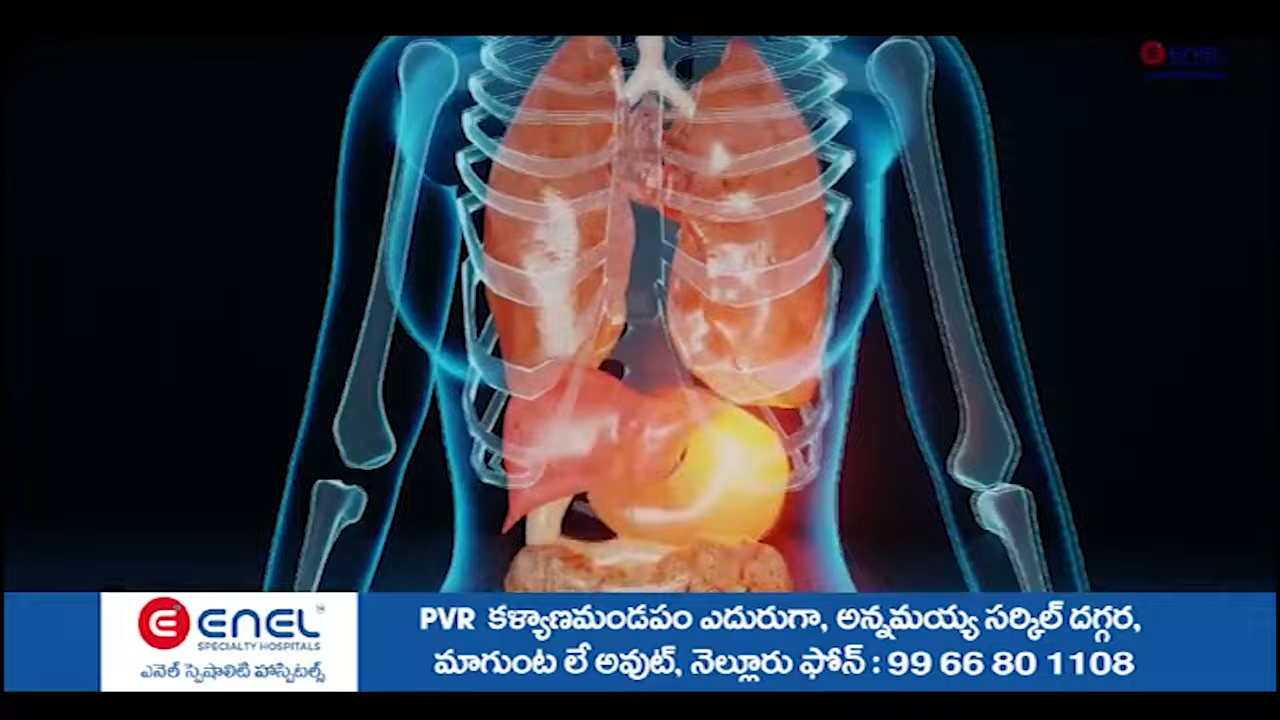 ENEL
ENEL
SPECIALTY HOSPITALS
ఎనెల్ స్పెషాలిటి హాస్పిటల్స్
PVR కళ్యాణమండపం ఎదురుగా, అన్నమయ్య సర్కిల్ దగ్గర,
మాగుంట లే అవుట్, నెల్లూరు ఫోన్ : 99 66 80 1108